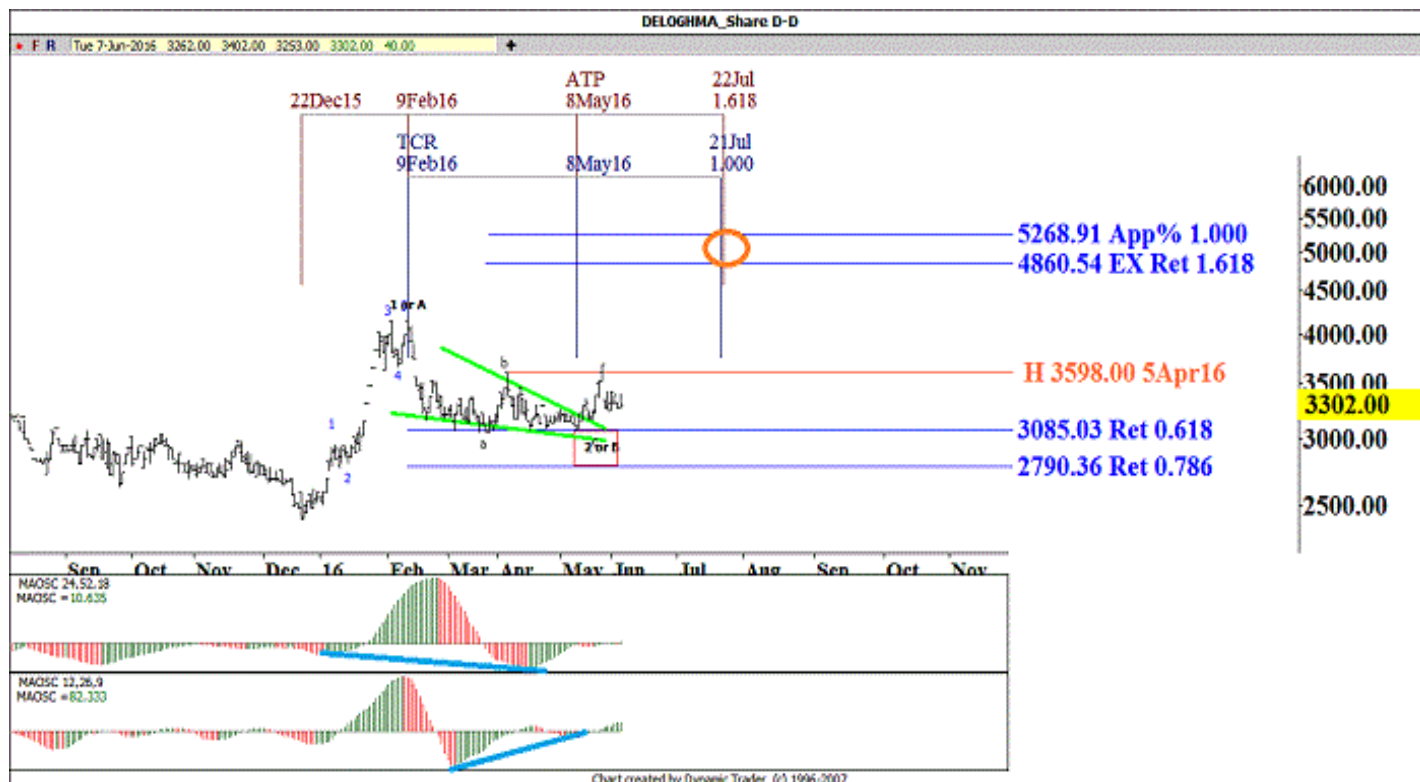 DELOGHMA_Share D-D
F R Tue 7-Jun-2016 3262.00 3402.00 3253.00 3302.00 40.00
ATP 22Jul
22Dec15 9Feb16 8May16 1.618
TCR 21Jul
9Feb16 8May16 1.000
6000.00
5500.00
5268.91 App% 1.000
5000.00
4860.54 EX Ret 1.618
4500.00
3 1 or A
4000.00
b
4
H 3598.00 5Apr16
3500.00
3302.00
1
3085.03 Ret 0.618
3000.00
a
2 or B
2790.36 Ret 0.786
2
2500.00
Sep Oct Nov Dec 16 Feb Mar Apr May Jun Jul Aug Sep Oct Nov
MAOSC 24,52,18
MAOSC =10.635
MAOSC 12,26,9
MAOSC =82.333
Chart created by Dynamic Trader (c) 1996-2007